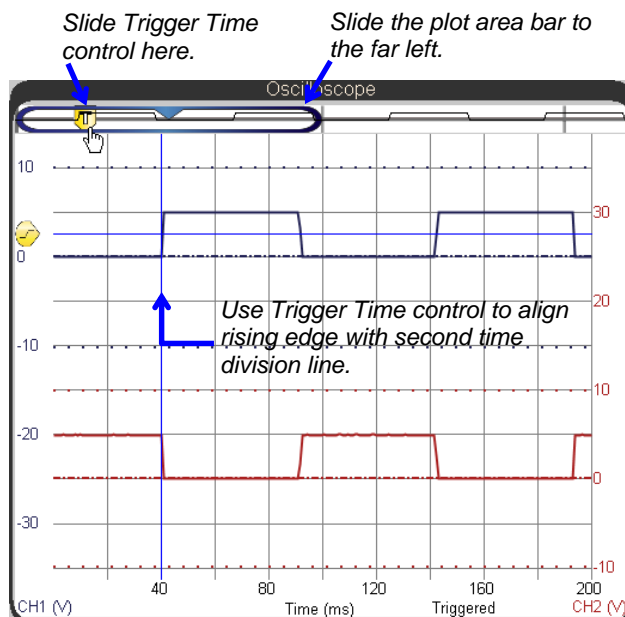 Slide Trigger Time
control here.
Slide the plot area bar to
the far left.
Oscilloscope
T
10
0
-10
-20
-30
30
20
10
0
-10
Use Trigger Time control to align
rising edge with second time
division line.
40 80 120 160 200
CH1 (V) Time (ms) Triggered CH2 (V)